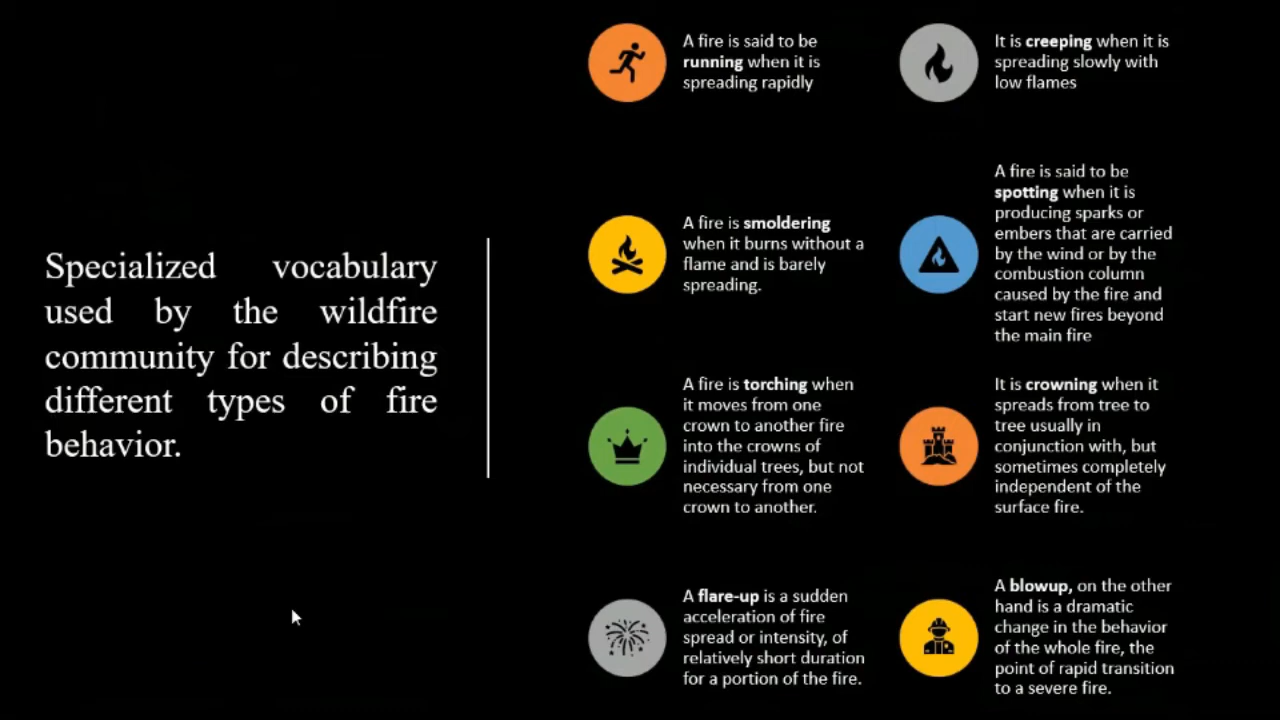 Specialized vocabulary
used by the wildfire
community for describing
different types of fire
behavior.
A fire is said to be
running when it is
spreading rapidly
It is creeping when it is
spreading slowly with
low flames
A fire is smoldering
when it burns without a
flame and is barely
spreading.
A fire is said to be
spotting when it is
producing sparks or
embers that are carried
by the wind or by the
combustion column
caused by the fire and
start new fires beyond
the main fire
A fire is torching when
it moves from one
crown to another fire
into the crowns of
individual trees, but not
necessary from one
crown to another.
It is crowning when it
spreads from tree to
tree usually in
conjunction with, but
sometimes completely
independent of the
surface fire.
A flare-up is a sudden
acceleration of fire
spread or intensity, of
relatively short duration
for a portion of the fire.
A blowup, on the other
hand is a dramatic
change in the behavior
of the whole fire, the
point of rapid transition
to a severe fire.